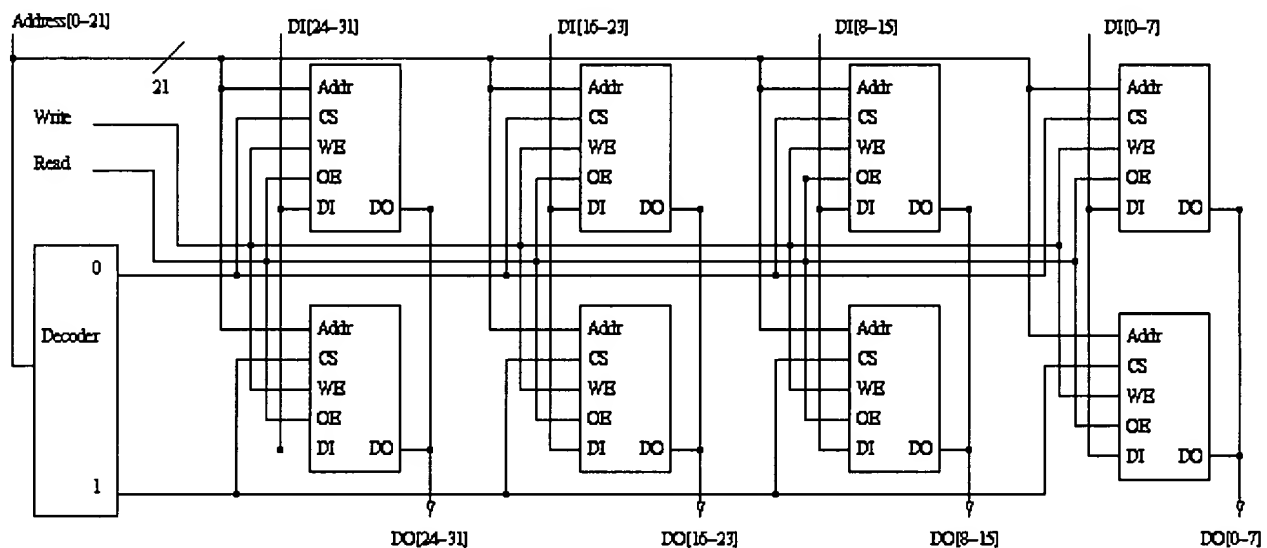 Address[0-21]
DI[24-31]
DI[16-23]
DI[8-15]
DI[0-7]
21
Write
Read
Addr
CS
WE
OE
DI DO
Addr
CS
WE
OE
DI DO
Addr
CS
WE
OE
DI DO
Addr
CS
WE
OE
DI DO
0
Decoder
1
Addr
CS
WE
OE
DI DO
Addr
CS
WE
OE
DI DO
Addr
CS
WE
OE
DI DO
Addr
CS
WE
OE
DI DO
DO[24-31]
DO[16-23]
DO[8-15]
DO[0-7]